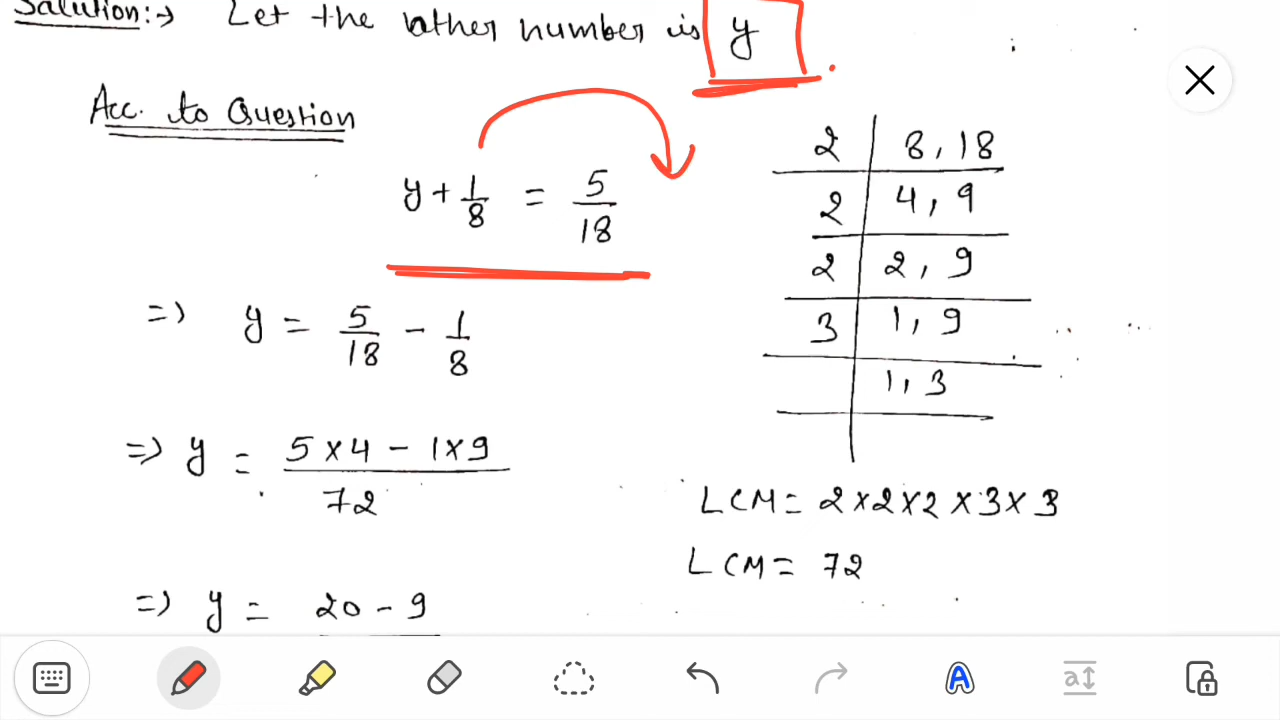 Solution:→ Let the other number is y
Acc. to Question
y + 1/8 = 5/18
=> y = 5/18 - 1/8
=> y = 5×4 - 1×9 / 72
=> y = 20 - 9
2 | 8, 18
2 | 4, 9
2 | 2, 9
3 | 1, 9
1, 3
LCM = 2×2×2×3×3
LCM = 72
A
a